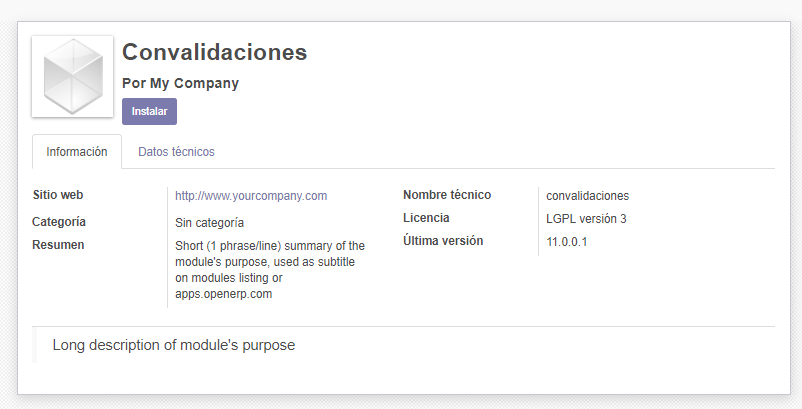 Convalidaciones
Por My Company
Instalar
Información
Datos técnicos
Sitio web
http://www.yourcompany.com
Categoría
Sin categoría
Resumen
Short (1 phrase/line) summary of the
module's purpose, used as subtitle
on modules listing or
apps.openerp.com
Nombre técnico
convalidaciones
Licencia
LGPL versión 3
Última versión
11.0.0.1
Long description of module's purpose